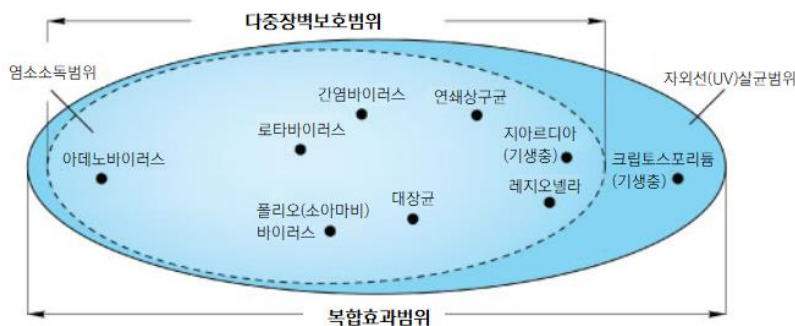 다중장벽보호범위
염소소독범위
자외선(UV)살균범위
간염바이러스
연쇄상구균
로타바이러스
지아르디아
(기생충)
아데노바이러스
크립토스포리듐
(기생충)
레지오넬라
대장균
폴리오(소아마비)
바이러스
복합효과범위